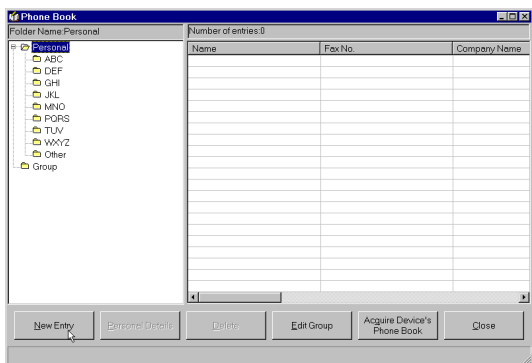 Phone Book
Folder Name:Personal
Number of entries:0
Personal
ABC
DEF
GHI
JKL
MNO
PQRS
TUV
WXYZ
Other
Group
Name Fax No. Company Name
New Entry Personal Details Delete Edit Group Acquire Device's Phone Book Close